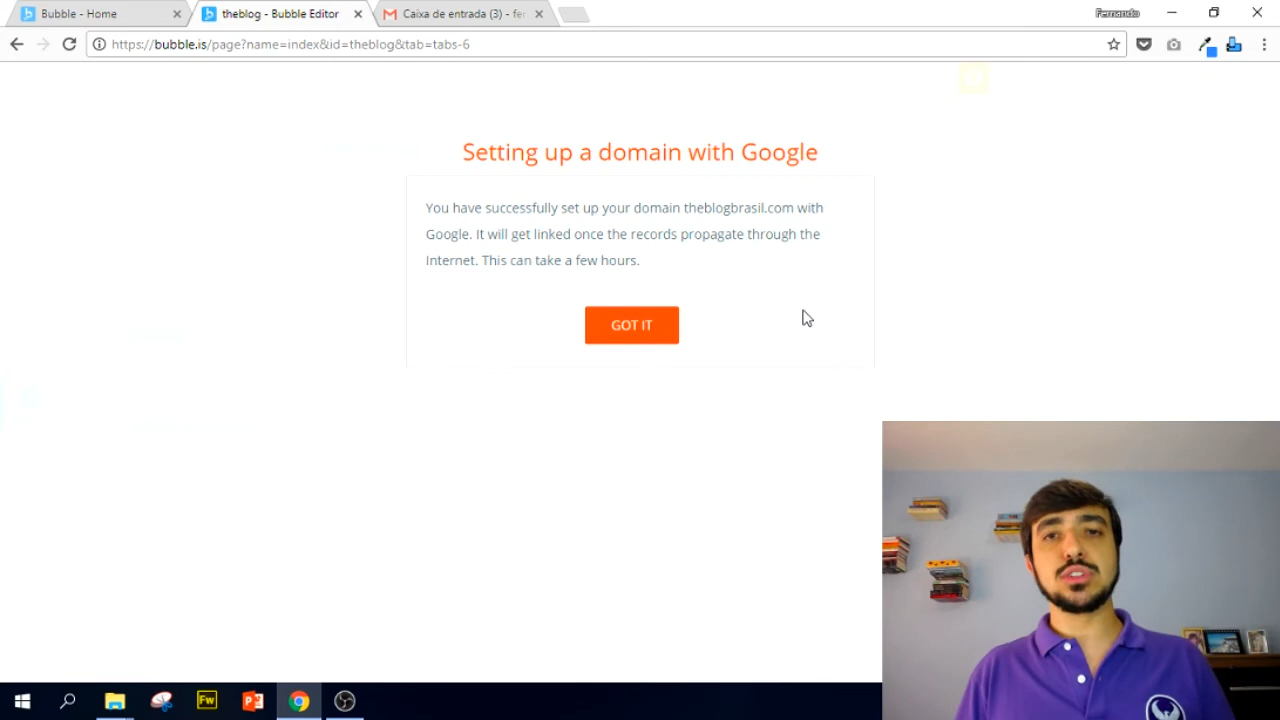 Bubble - Home
theblog - Bubble Editor
Caixa de entrada (3) - fer
Fernando
https://bubble.is/page?name=index&id=theblog&tab=tabs-6
Setting up a domain with Google
You have successfully set up your domain theblogbrasil.com with
Google. It will get linked once the records propagate through the
Internet. This can take a few hours.
GOT IT
Fw